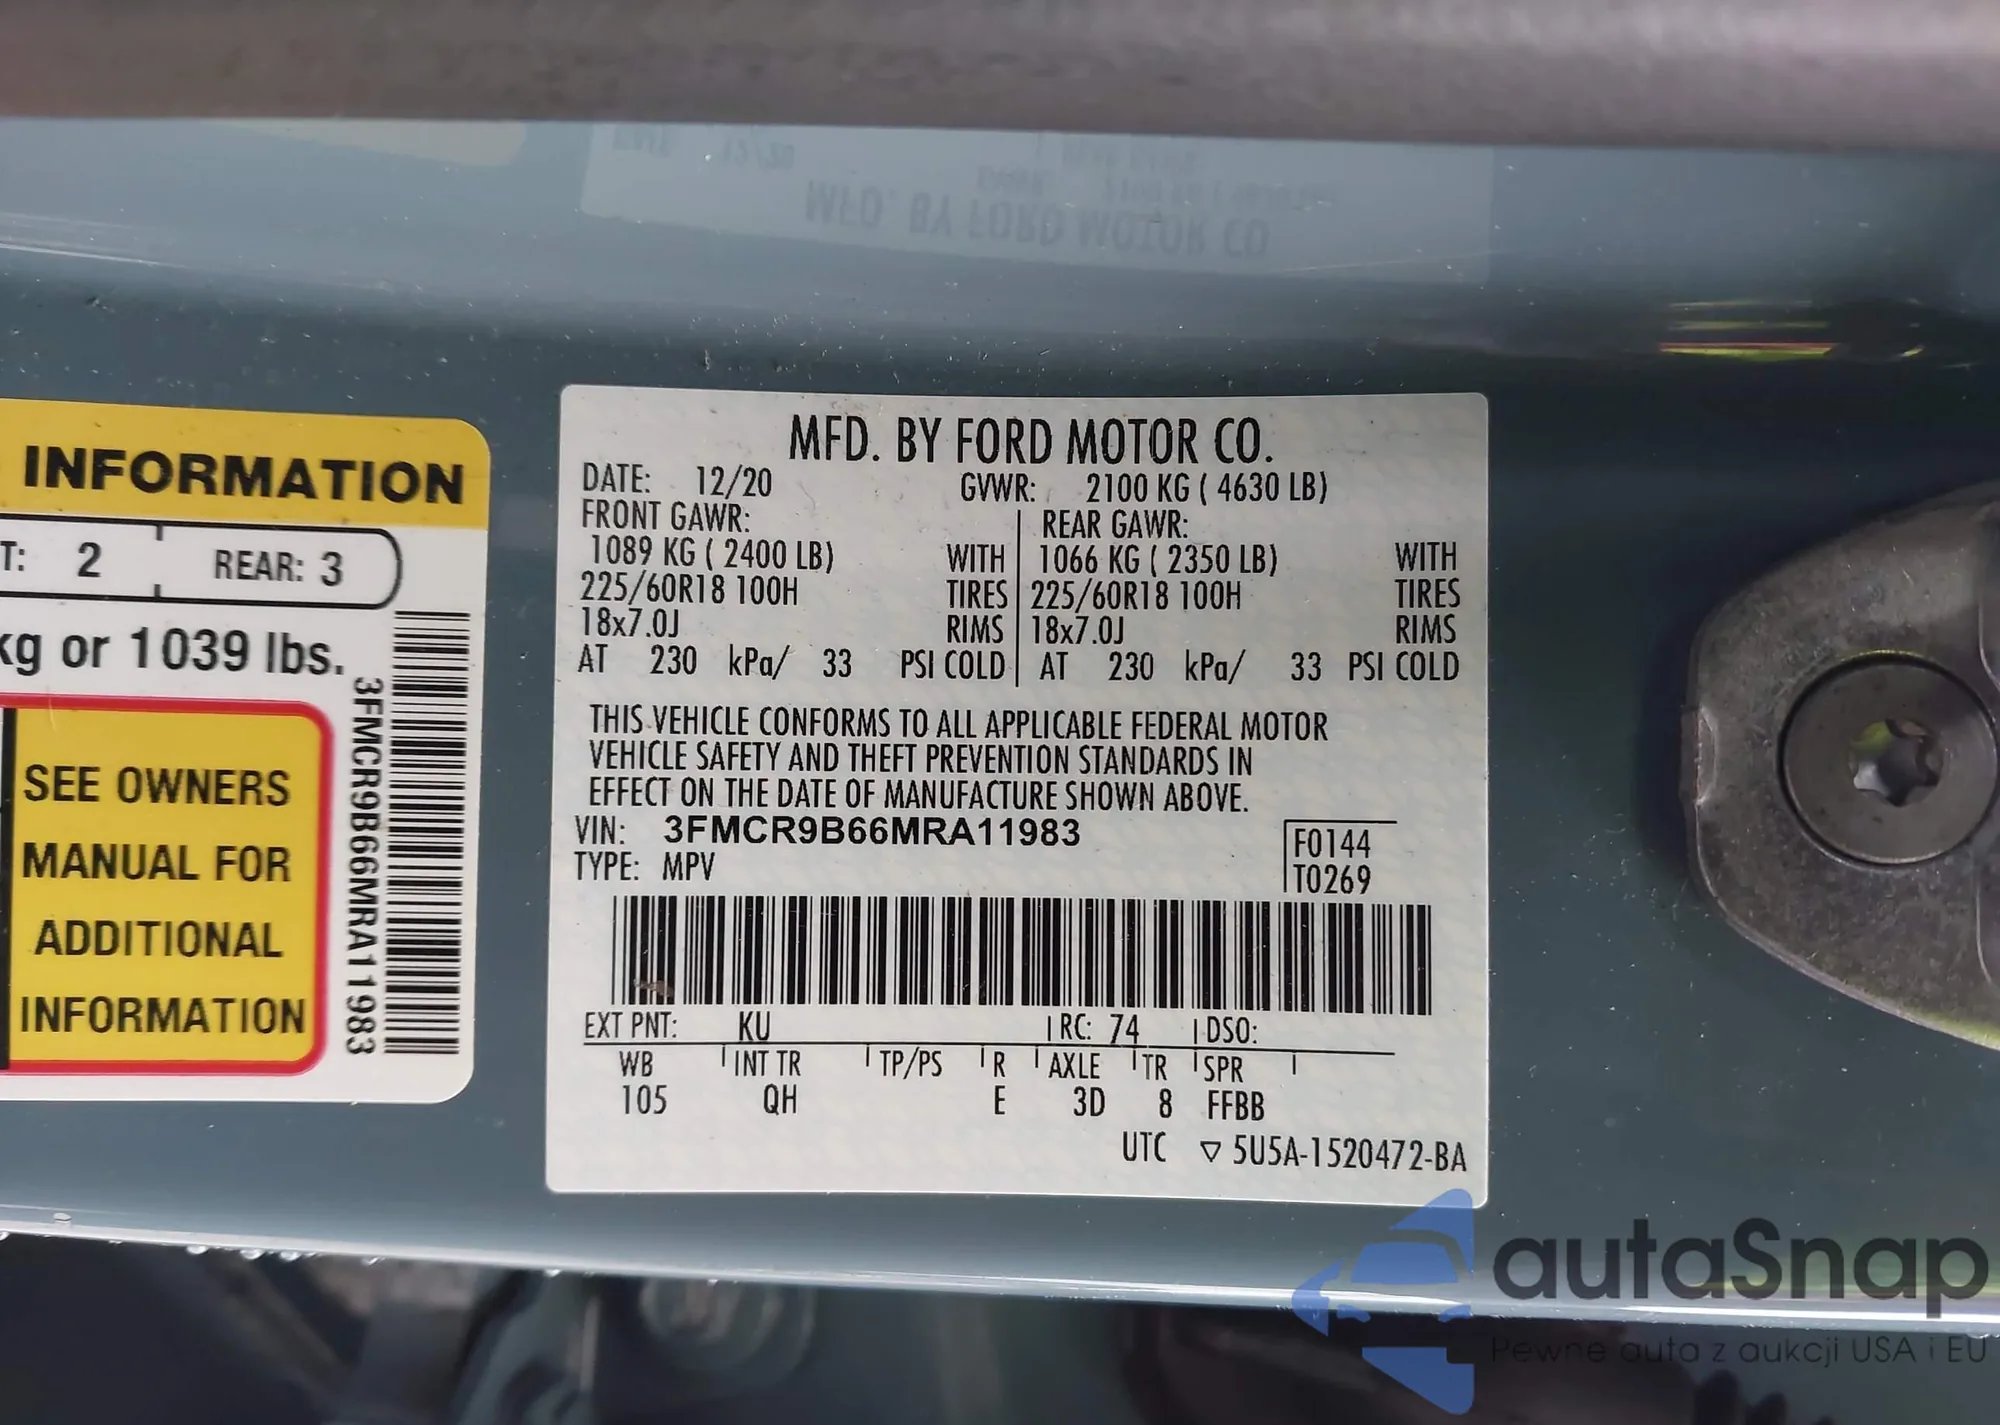 MFD. BY FORD MOTOR CO.
INFORMATION
T: 2 REAR: 3
kg or 1039 lbs.
SEE OWNERS
MANUAL FOR
ADDITIONAL
INFORMATION
3FMCR9B66MRA11983
MFD. BY FORD MOTOR CO.
DATE: 12/20 GVWR: 2100 KG ( 4630 LB)
FRONT GAWR: REAR GAWR:
1089 KG ( 2400 LB) WITH 1066 KG ( 2350 LB) WITH
225/60R18 100H TIRES 225/60R18 100H TIRES
18x7.0J RIMS 18x7.0J RIMS
AT 230 kPa/ 33 PSI COLD AT 230 kPa/ 33 PSI COLD
THIS VEHICLE CONFORMS TO ALL APPLICABLE FEDERAL MOTOR
VEHICLE SAFETY AND THEFT PREVENTION STANDARDS IN
EFFECT ON THE DATE OF MANUFACTURE SHOWN ABOVE.
VIN: 3FMCR9B66MRA11983 F0144
TYPE: MPV T0269
EXT PNT: KU RC: 74 DSO:
WB INT TR TP/PS R AXLE TR SPR
105 QH E 3D 8 FFBB
UTC ▽ 5U5A-1520472-BA
autaSnap
Pewne auta z aukcji USA i EU